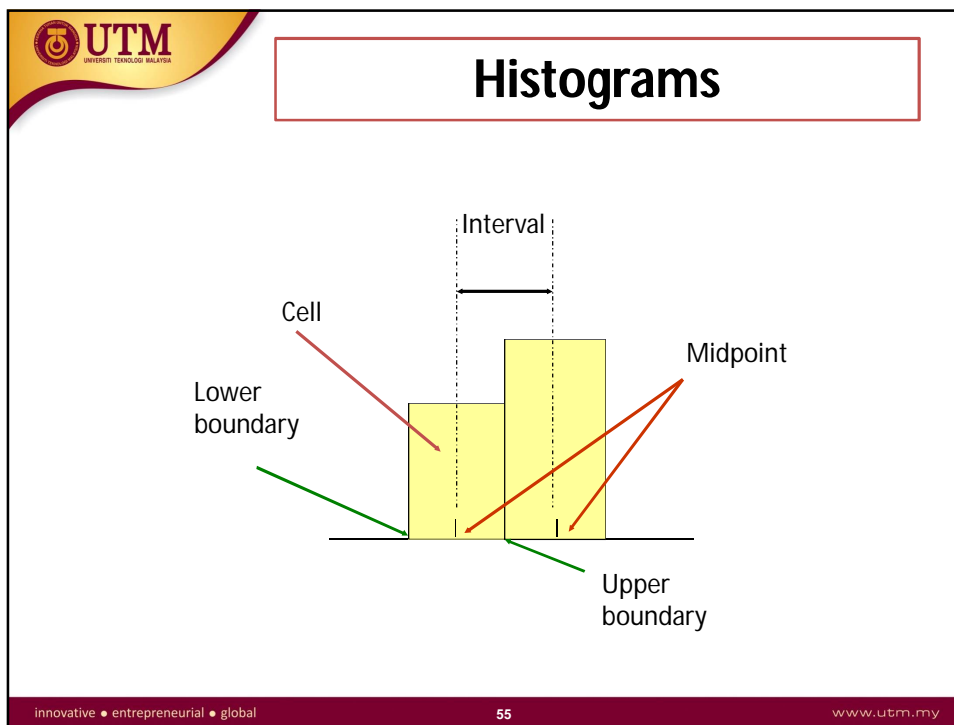 UTM
UNIVERSITI TEKNOLOGI MALAYSIA
Histograms
Interval
Cell
Midpoint
Lower
boundary
Upper
boundary
innovative ● entrepreneurial ● global
55
www.utm.my